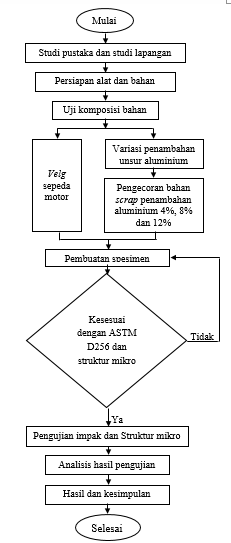 Mulai
Studi pustaka dan studi lapangan
Persiapan alat dan bahan
Uji komposisi bahan
Velg
sepeda
motor
Variasi penambahan
unsur aluminium
Pengecoran bahan
scrap penambahan
aluminium 4%, 8%
dan 12%
Pembuatan spesimen
Kesesuai
dengan ASTM
D256 dan
struktur mikro
Tidak
Ya
Pengujian impak dan Struktur mikro
Analisis hasil pengujian
Hasil dan kesimpulan
Selesai